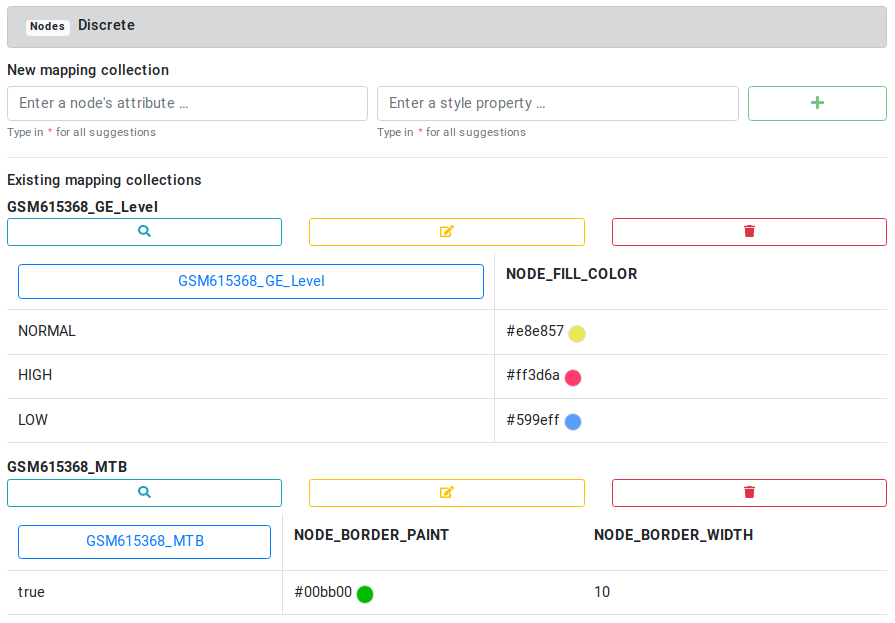 Nodes Discrete
New mapping collection
Enter a node's attribute ... Enter a style property ...
Type in * for all suggestions Type in * for all suggestions
Existing mapping collections
GSM615368_GE_Level
GSM615368_GE_Level NODE_FILL_COLOR
NORMAL #e8e857
HIGH #ff3d6a
LOW #599eff
GSM615368_MTB
GSM615368_MTB NODE_BORDER_PAINT NODE_BORDER_WIDTH
true #00bb00 10